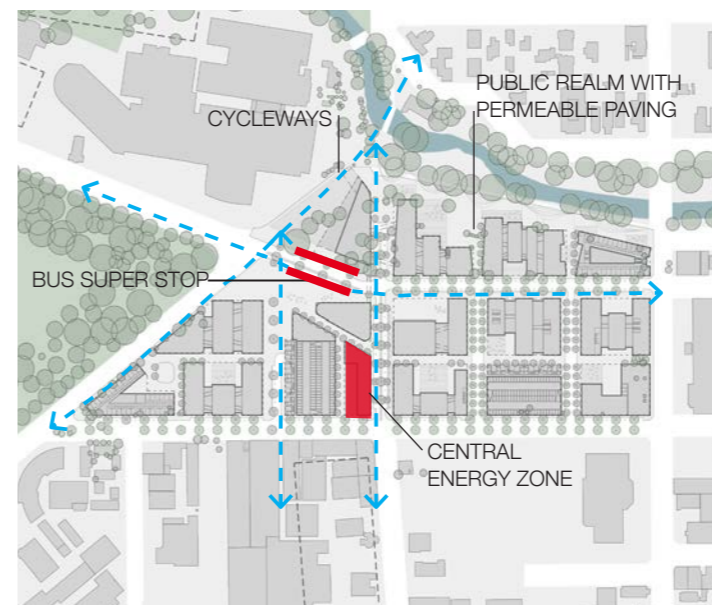 PUBLIC REALM WITH
PERMEABLE PAVING
CYCLEWAYS
BUS SUPER STOP
CENTRAL
ENERGY ZONE